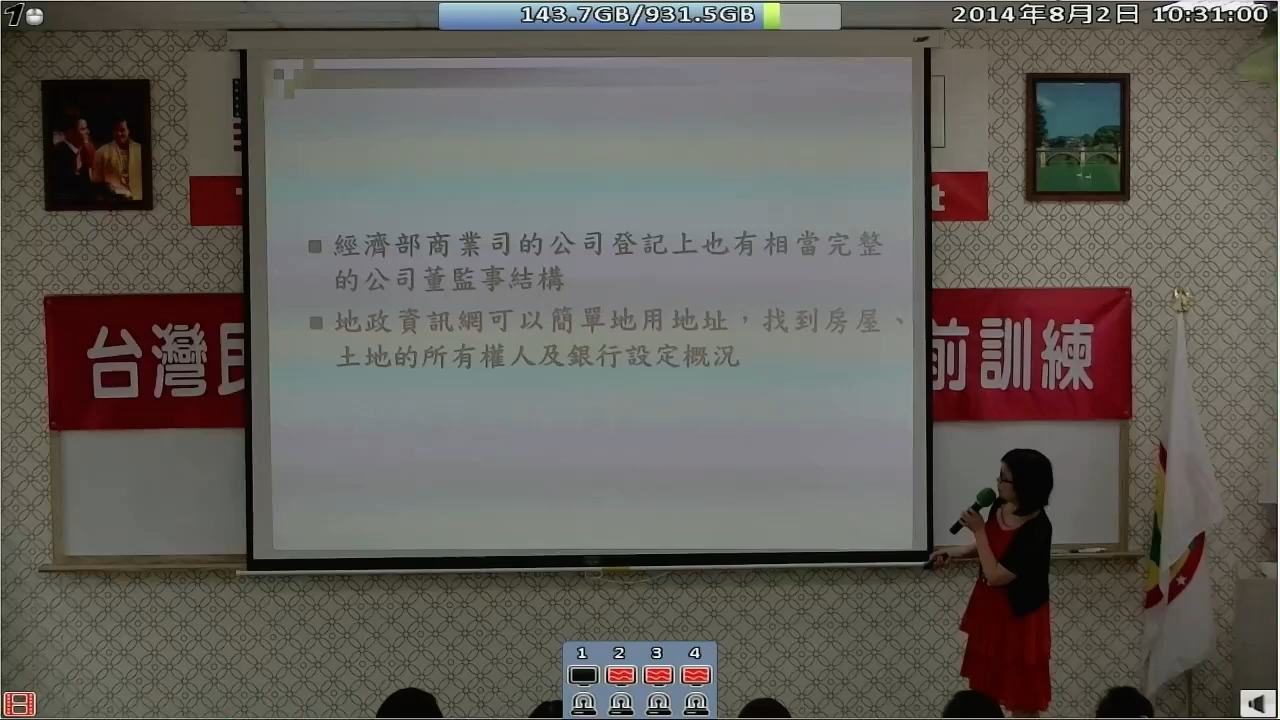 1
143.7GB/931.5GB
2014年8月2日 10:31:00
t
經濟部商業司的公司登記上也有相當完整
的公司董監事結構
地政資訊網可以簡單地用地址，找到房屋、
土地的所有權人及銀行設定概況
台灣民
前訓練
1 2 3 4